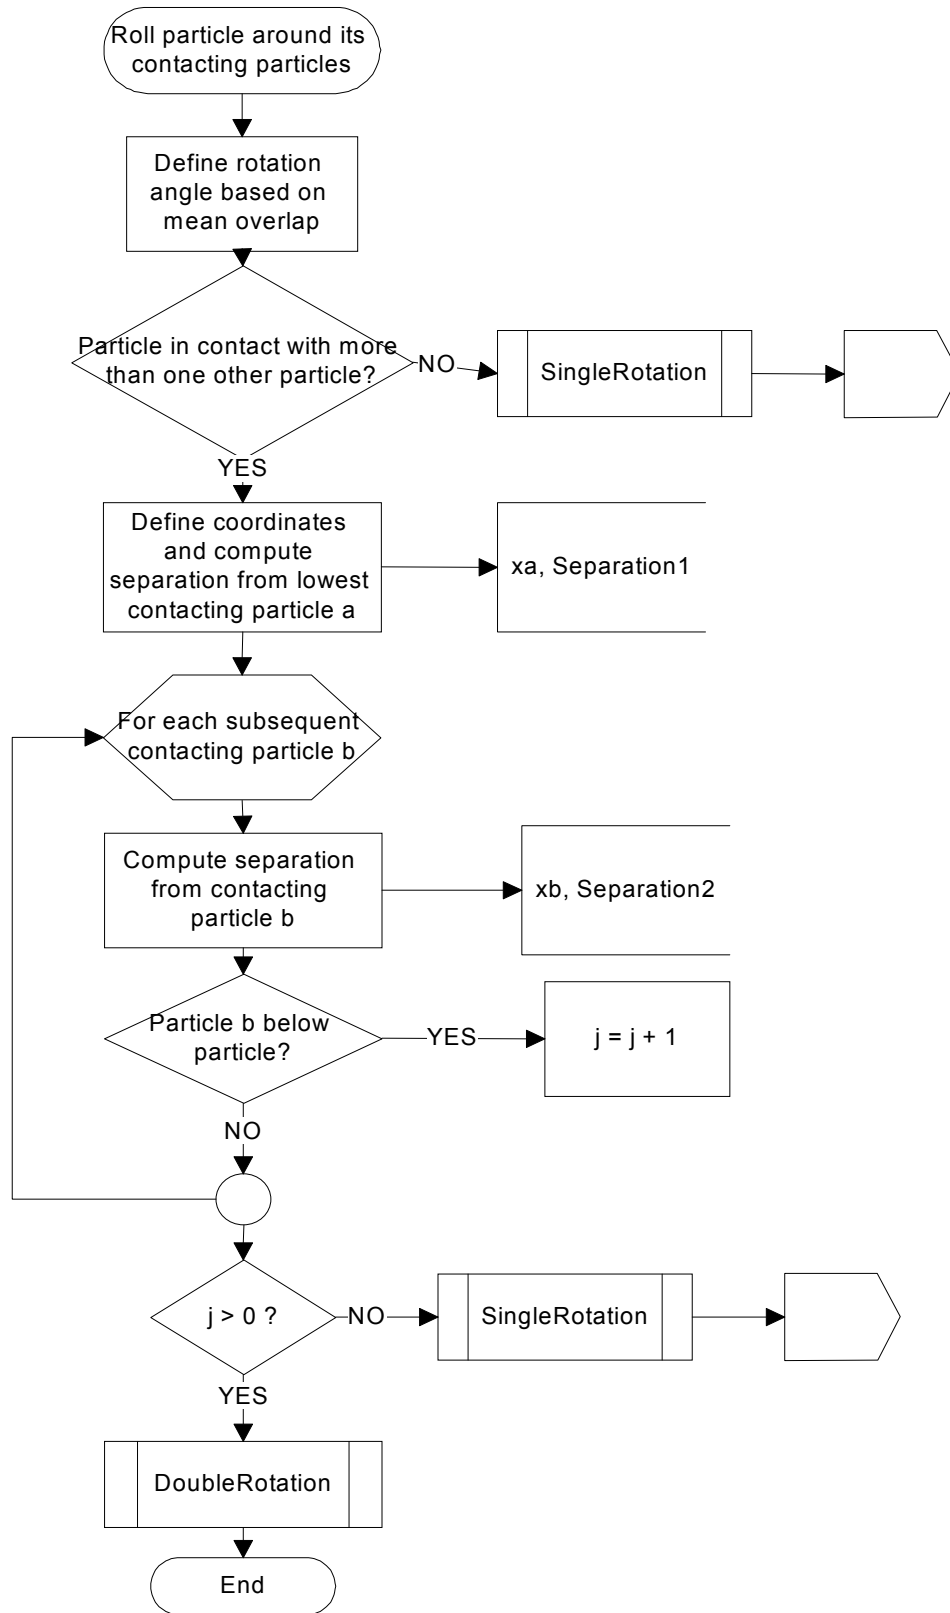 Roll particle around its
contacting particles
Define rotation
angle based on
mean overlap
Particle in contact with more
than one other particle?
NO
SingleRotation
YES
Define coordinates
and compute
separation from lowest
contacting particle a
xa, Separation1
For each subsequent
contacting particle b
Compute separation
from contacting
particle b
xb, Separation2
Particle b below
particle?
YES
j = j + 1
NO
j > 0 ?
NO
SingleRotation
YES
DoubleRotation
End